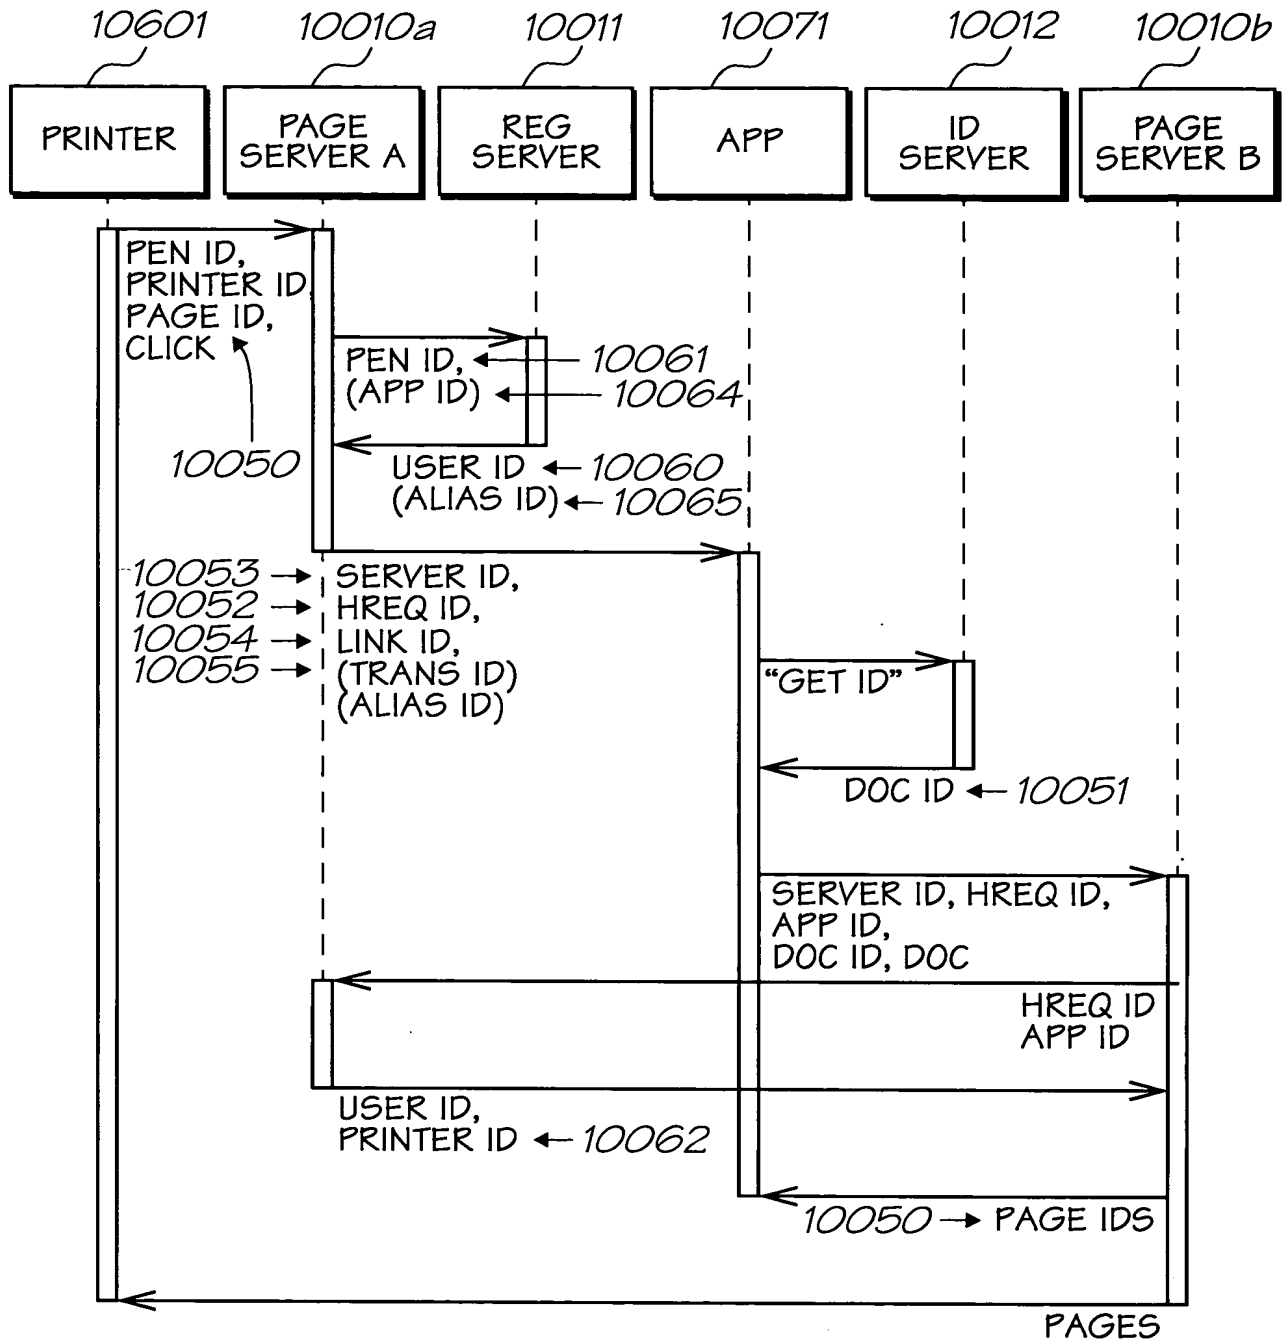 10601 10010a 10011 10071 10012 10010b
PRINTER
PAGE
SERVER A
REG
SERVER
APP
ID
SERVER
PAGE
SERVER B
PEN ID,
PRINTER ID
PAGE ID,
CLICK
10050
PEN ID, 10061
(APP ID) 10064
USER ID 10060
(ALIAS ID) 10065
10053 SERVER ID,
10052 HREQ ID,
10054 LINK ID,
10055 (TRANS ID)
(ALIAS ID)
"GET ID"
DOC ID 10051
SERVER ID, HREQ ID,
APP ID,
DOC ID, DOC
HREQ ID
APP ID
USER ID,
PRINTER ID 10062
10050 PAGE IDS
PAGES